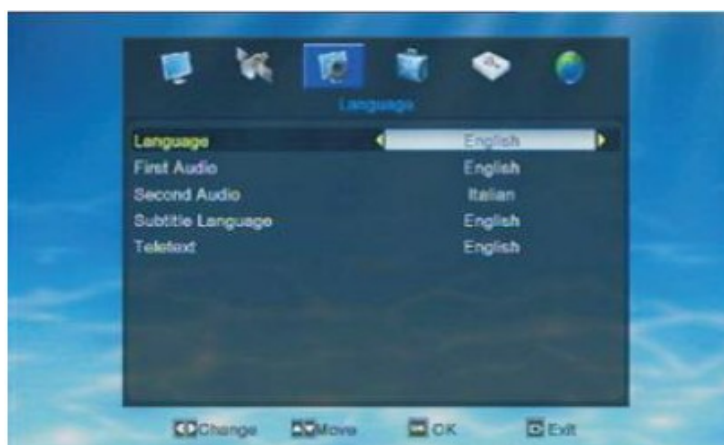 Language
Language English
First Audio English
Second Audio Italian
Subtitle Language English
Teletext English
Change Move OK Exit